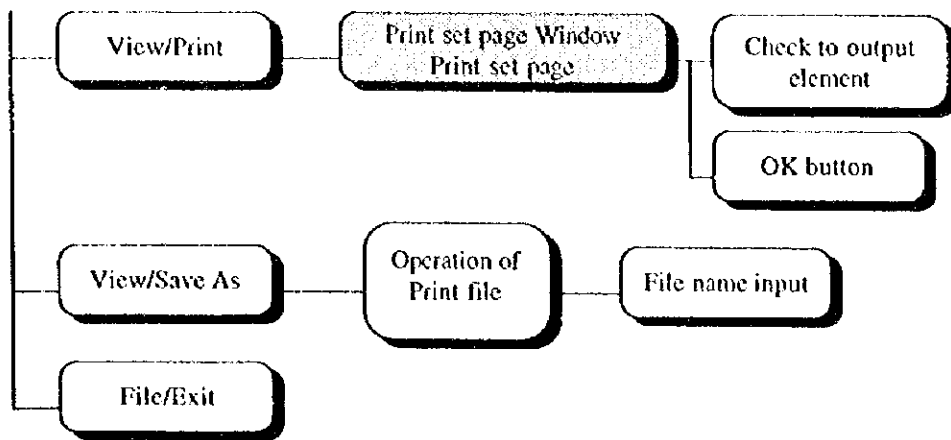 View/Print
Print set page Window
Print set page
Check to output
element
OK button
View/Save As
Operation of
Print file
File name input
File/Exit